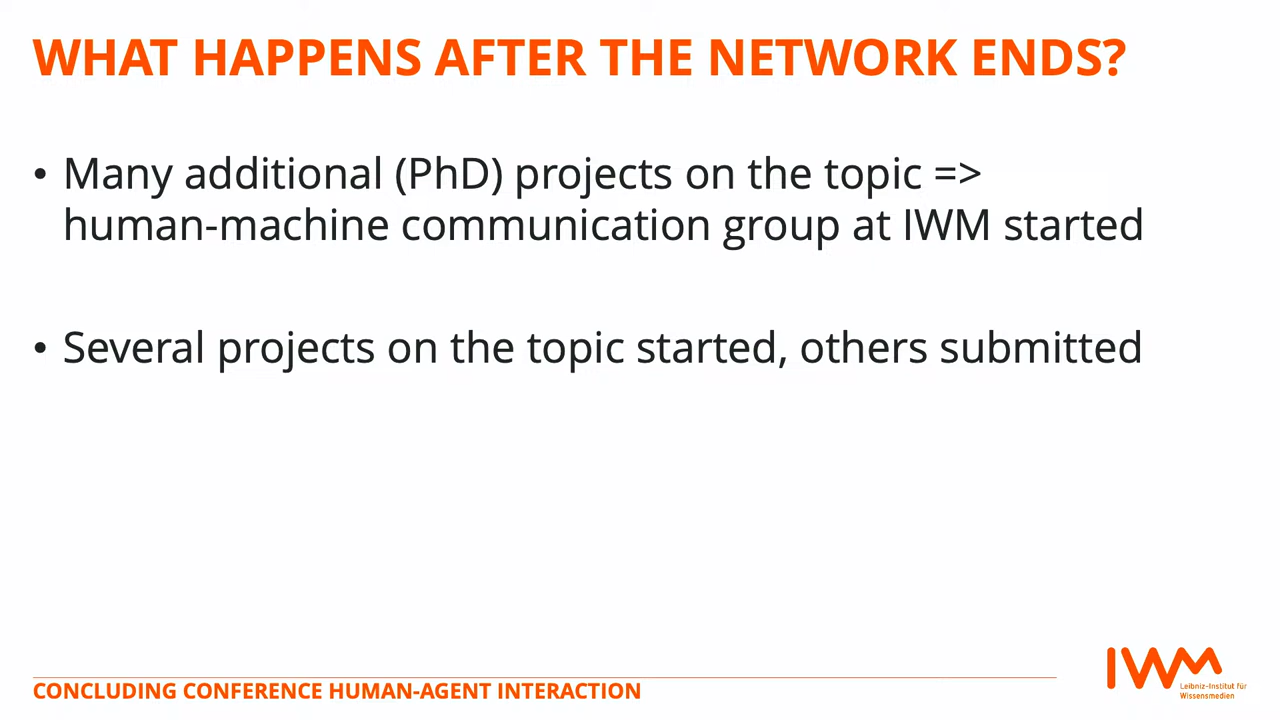 WHAT HAPPENS AFTER THE NETWORK ENDS?
• Many additional (PhD) projects on the topic =>
human-machine communication group at IWM started
• Several projects on the topic started, others submitted
CONCLUDING CONFERENCE HUMAN-AGENT INTERACTION
IWM
Leibniz-Institut für
Wissensmedien